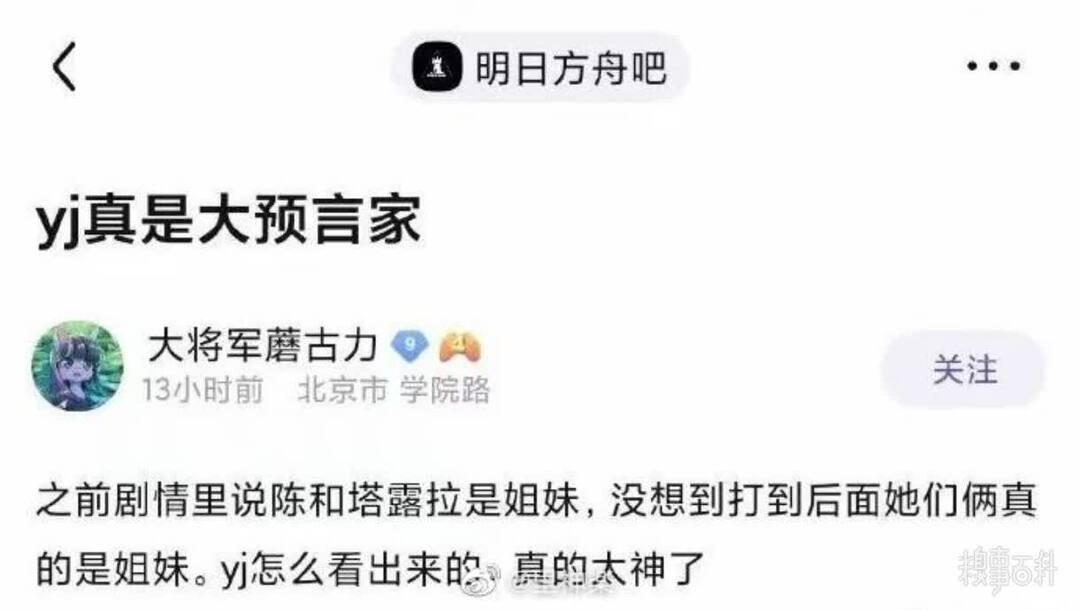 明日方舟吧
yj真是大预言家
大将军蘑古力 9 4
13小时前 北京市 学院路
关注
之前剧情里说陈和塔露拉是姐妹，没想到打到后面她们俩真
的是姐妹。yj怎么看出来的，真的太神了
糗事百科